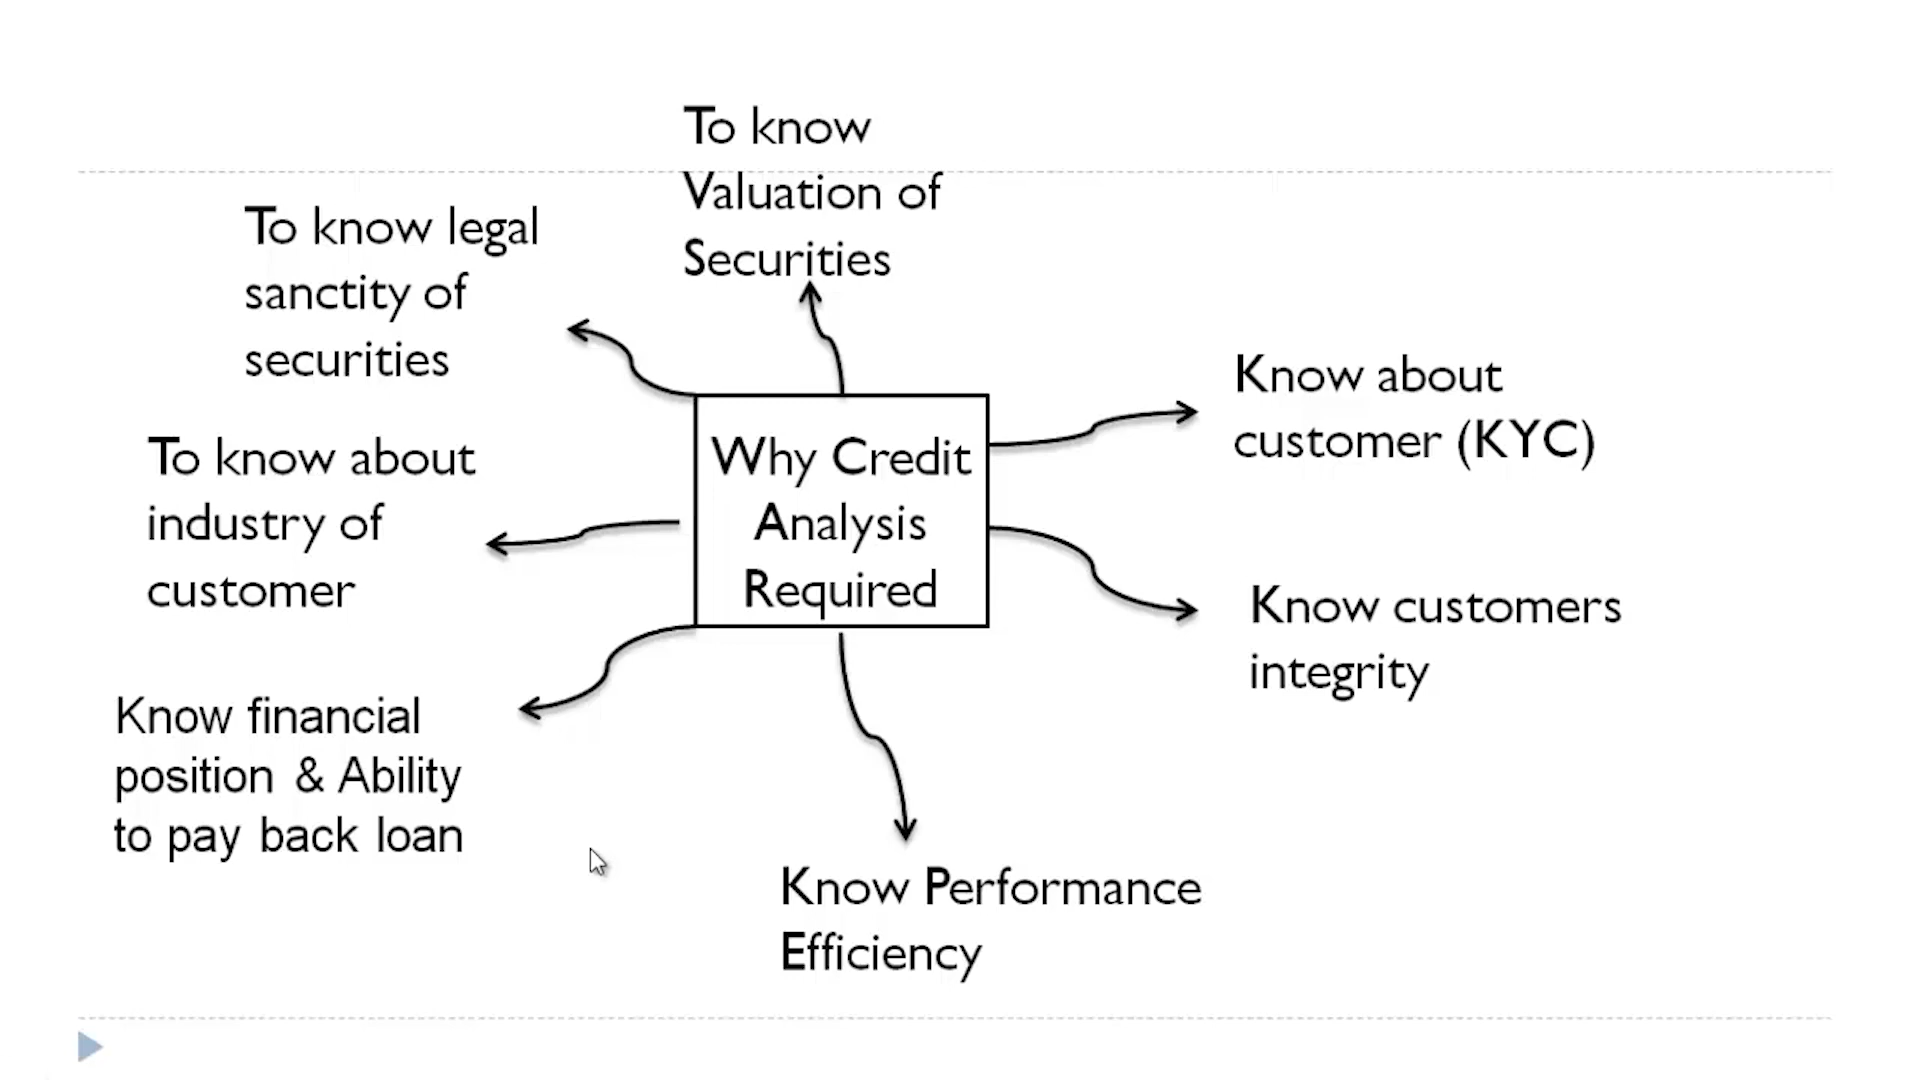 To know
Valuation of
Securities
To know legal
sanctity of
securities
Know about
customer (KYC)
To know about
industry of
customer
Why Credit
Analysis
Required
Know customers
integrity
Know financial
position & Ability
to pay back loan
Know Performance
Efficiency